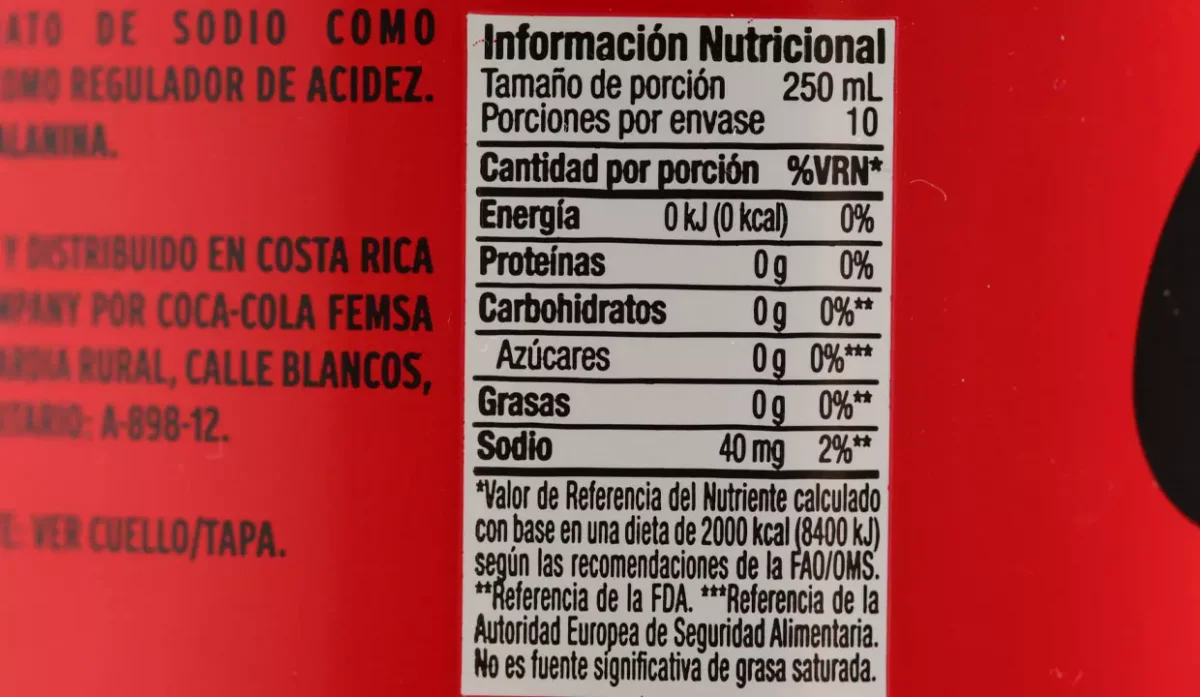 DE SODIO COMO
REGULADOR DE ACIDEZ.
Y DISTRIBUIDO EN COSTA RICA
POR COCA-COLA FEMSA
RURAL, CALLE BLANCOS,
A-898-12.
VER CUELLO/TAPA.
Información Nutricional
Tamaño de porción 250 mL
Porciones por envase 10
Cantidad por porción %VRN*
Energía 0 kJ (0 kcal) 0%
Proteínas 0 g 0%
Carbohidratos 0 g 0%**
Azúcares 0 g 0%***
Grasas 0 g 0%**
Sodio 40 mg 2%**
*Valor de Referencia del Nutriente calculado
con base en una dieta de 2000 kcal (8400 kJ)
según las recomendaciones de la FAO/OMS.
**Referencia de la FDA. ***Referencia de la
Autoridad Europea de Seguridad Alimentaria.
No es fuente significativa de grasa saturada.